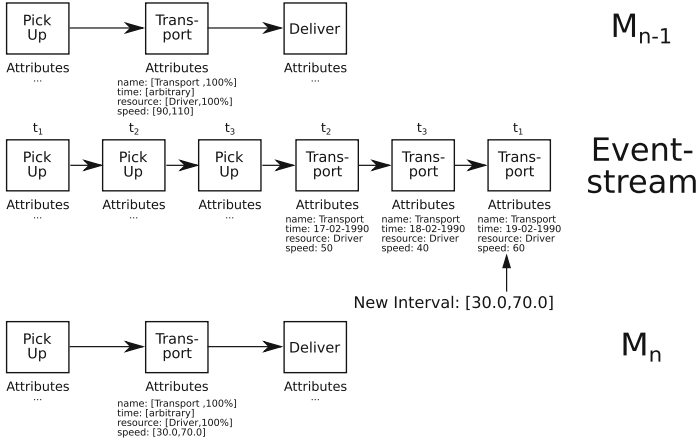 Pick Up
Trans-port
Deliver
M_{n-1}
Attributes
...
Attributes
name: [Transport ,100%]
time: [arbitrary]
resource: [Driver,100%]
speed: [90,110]
Attributes
...
t1
t2
t3
t2
t3
t1
Pick Up
Pick Up
Pick Up
Trans-port
Trans-port
Trans-port
Event-
stream
Attributes
...
Attributes
...
Attributes
...
Attributes
name: Transport
time: 17-02-1990
resource: Driver
speed: 50
Attributes
name: Transport
time: 18-02-1990
resource: Driver
speed: 40
Attributes
name: Transport
time: 19-02-1990
resource: Driver
speed: 60
New Interval: [30.0,70.0]
Pick Up
Trans-port
Deliver
M_n
Attributes
...
Attributes
name: [Transport ,100%]
time: [arbitrary]
resource: [Driver,100%]
speed: [30.0,70.0]
Attributes
...